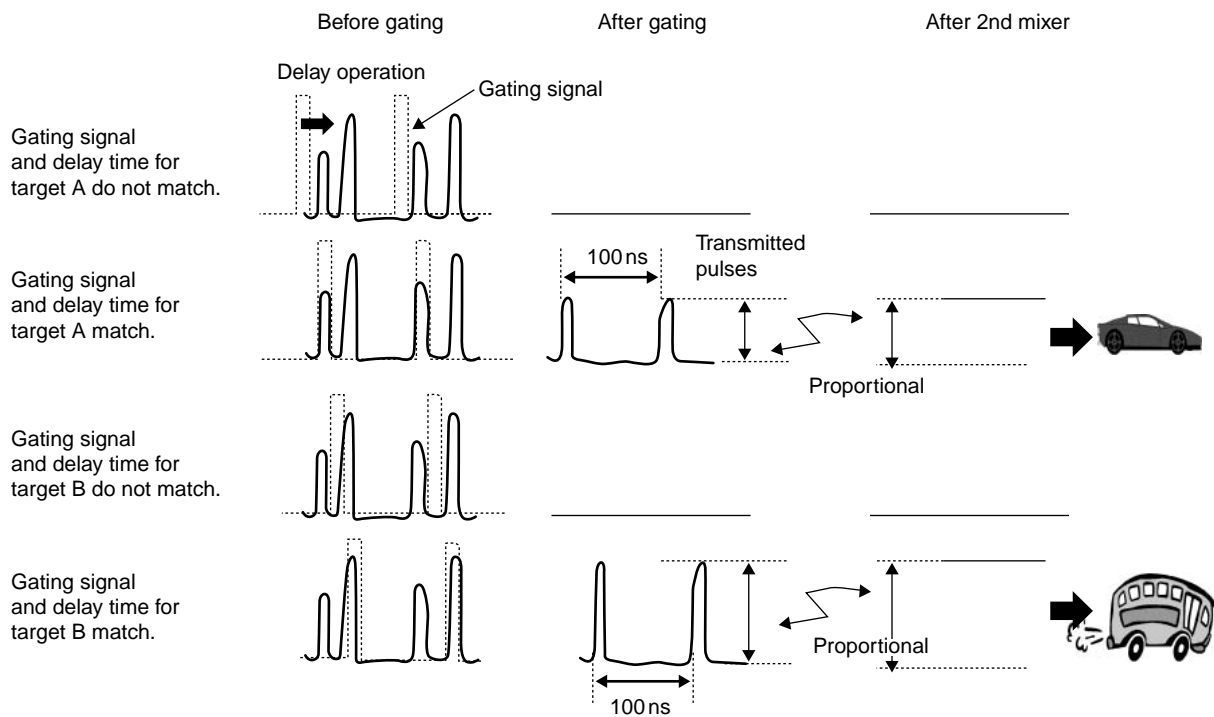 Before gating
After gating
After 2nd mixer
Delay operation
Gating signal
Gating signal
and delay time for
target A do not match.
Gating signal
and delay time for
target A match.
100 ns
Transmitted
pulses
Proportional
Gating signal
and delay time for
target B do not match.
Gating signal
and delay time for
target B match.
100 ns
Proportional